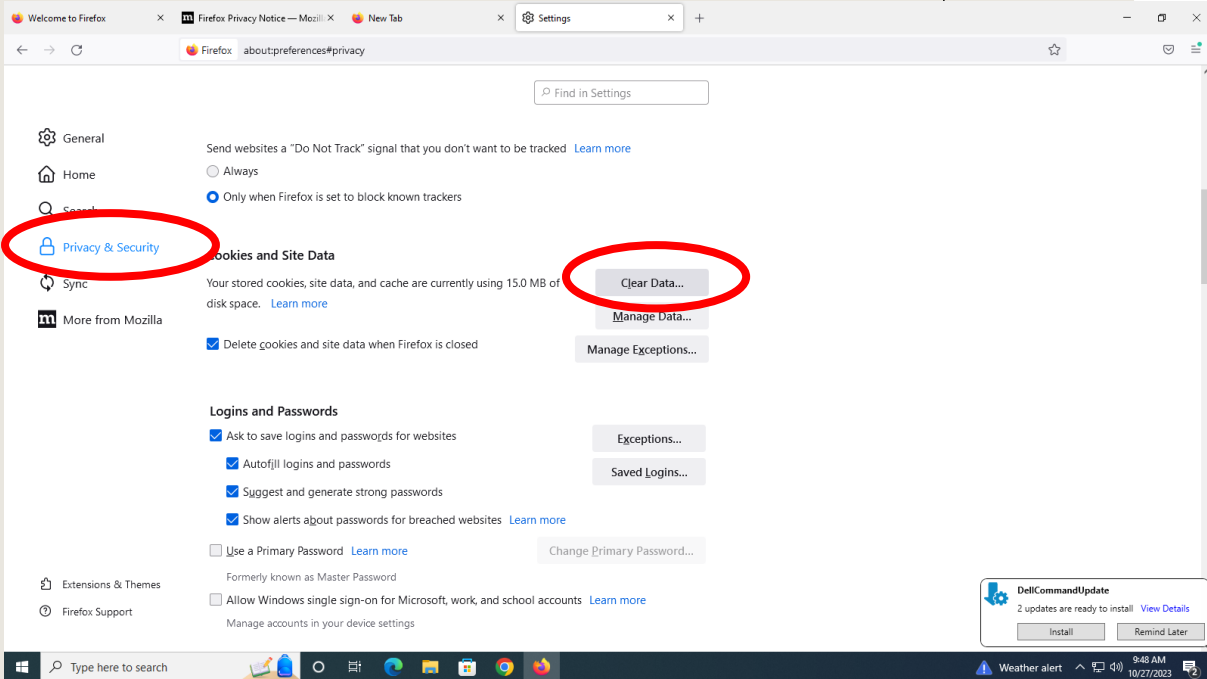 Welcome to Firefox
Firefox Privacy Notice — Mozill
New Tab
Settings
Firefox
about:preferences#privacy
Find in Settings
General
Home
Search
Privacy & Security
Sync
More from Mozilla
Extensions & Themes
Firefox Support
Send websites a “Do Not Track” signal that you don’t want to be tracked Learn more
Always
Only when Firefox is set to block known trackers
ookies and Site Data
Your stored cookies, site data, and cache are currently using 15.0 MB of
disk space. Learn more
Clear Data...
Manage Data...
Delete cookies and site data when Firefox is closed
Manage Exceptions...
Logins and Passwords
Ask to save logins and passwords for websites
Exceptions...
Autofill logins and passwords
Saved Logins...
Suggest and generate strong passwords
Show alerts about passwords for breached websites Learn more
Use a Primary Password Learn more
Change Primary Password...
Formerly known as Master Password
Allow Windows single sign-on for Microsoft, work, and school accounts Learn more
Manage accounts in your device settings
DellCommandUpdate
2 updates are ready to install View Details
Install
Remind Later
Type here to search
Weather alert
9:48 AM
10/27/2023
2